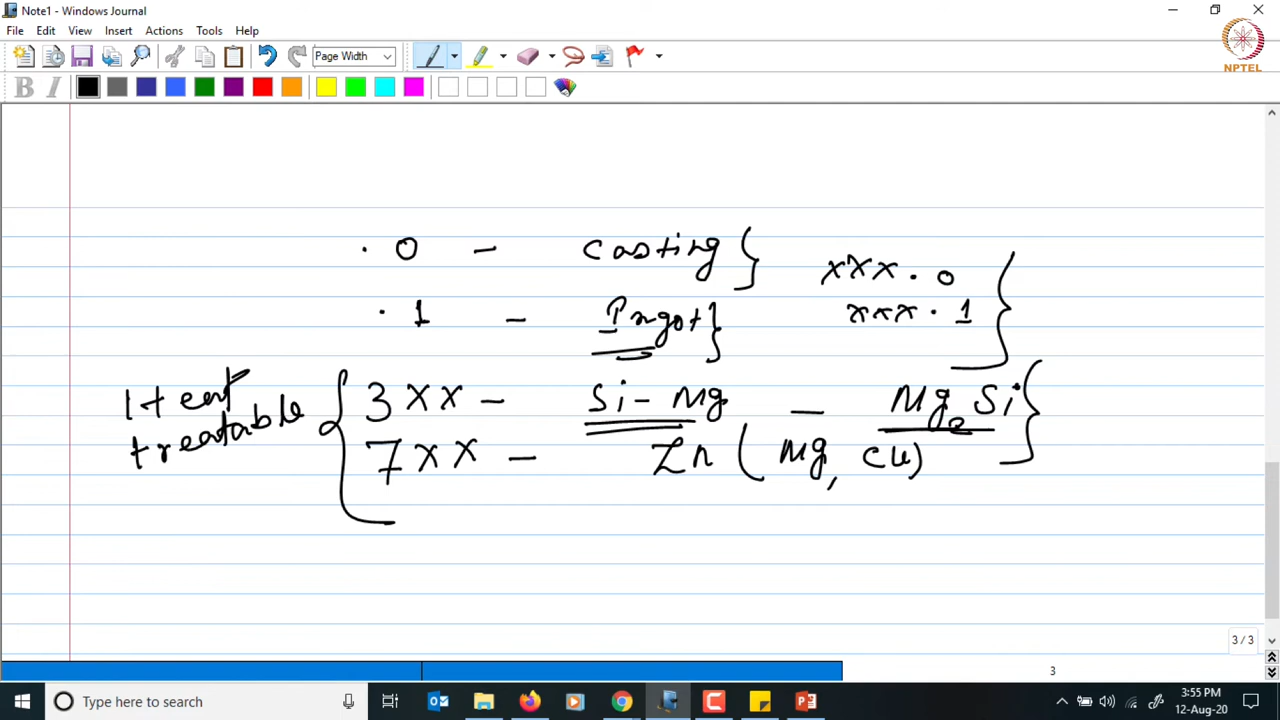 Note1 - Windows Journal
File Edit View Insert Actions Tools Help
Page Width
NPTEL
B I
.0 - casting} xxx.0
.1 - Ingot} xxx.1
Heat treatable { 3xx - Si-Mg - Mg2Si
7xx - Zn (Mg, Cu)
3/3
3
Type here to search
3:55 PM
12-Aug-20